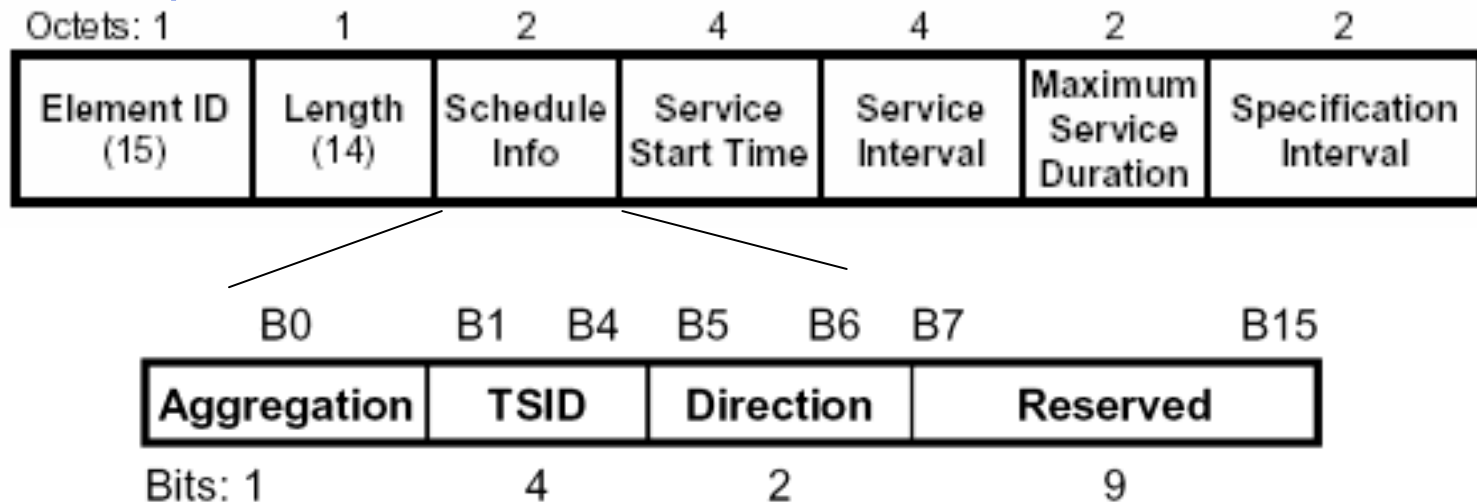 Octets: 1 1 2 4 4 2 2
Element ID (15)
Length (14)
Schedule Info
Service Start Time
Service Interval
Maximum Service Duration
Specification Interval
B0 B1 B4 B5 B6 B7 B15
Aggregation TSID Direction Reserved
Bits: 1 4 2 9